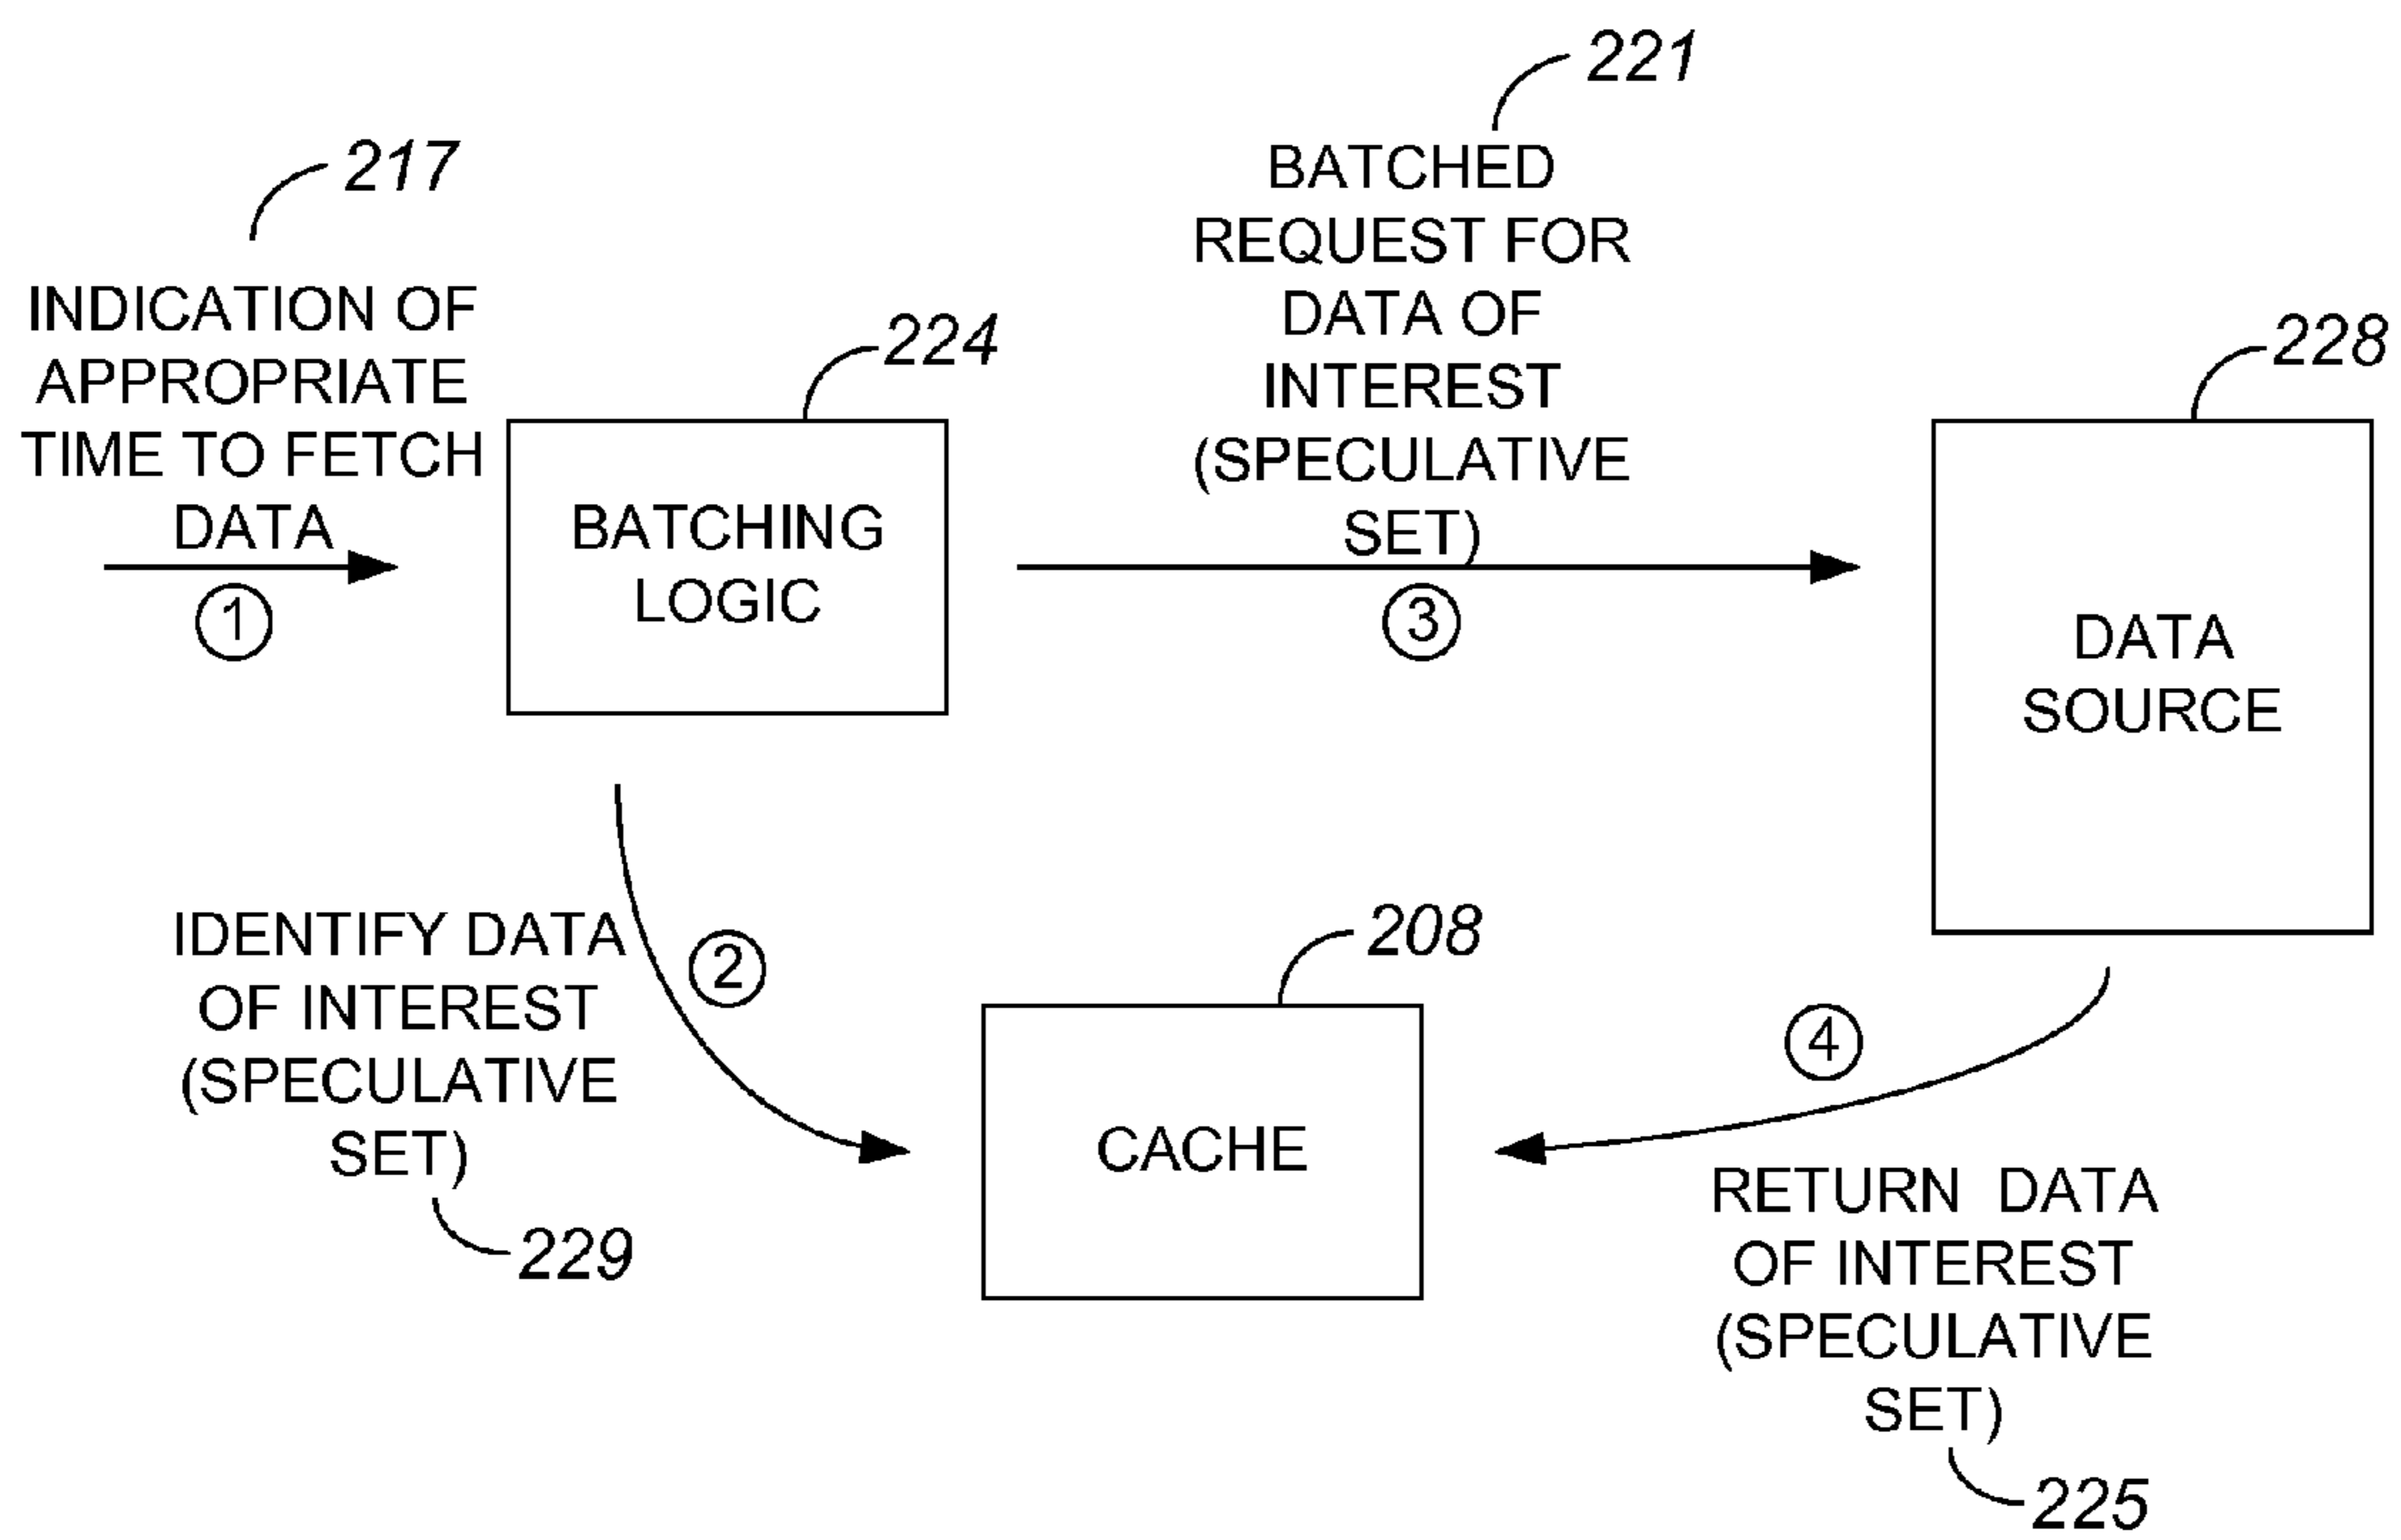 217
INDICATION OF
APPROPRIATE
TIME TO FETCH
DATA
1
224
BATCHING
LOGIC
221
BATCHED
REQUEST FOR
DATA OF
INTEREST
(SPECULATIVE
SET)
3
228
DATA
SOURCE
IDENTIFY DATA
OF INTEREST
(SPECULATIVE
SET)
229
2
208
CACHE
4
RETURN DATA
OF INTEREST
(SPECULATIVE
SET)
225